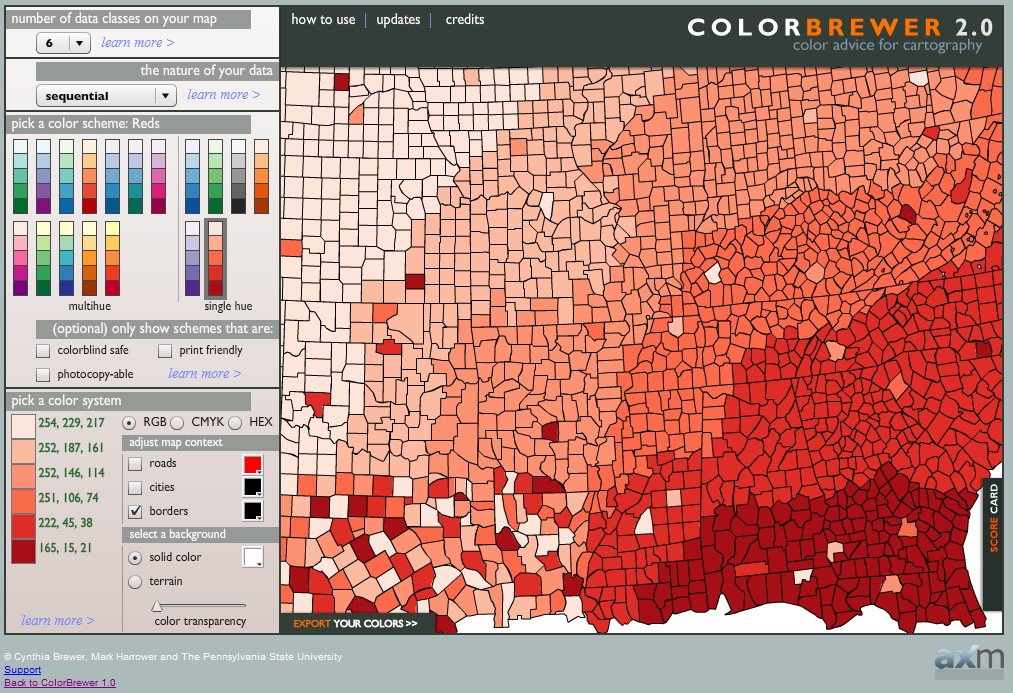 number of data classes on your map
6
learn more >
the nature of your data
sequential
learn more >
pick a color scheme: Reds
multihue
single hue
(optional) only show schemes that are:
colorblind safe
print friendly
photocopy-able
learn more >
pick a color system
254, 229, 217
252, 187, 161
252, 146, 114
251, 106, 74
222, 45, 38
165, 15, 21
RGB
CMYK
HEX
adjust map context
roads
cities
borders
select a background
solid color
terrain
color transparency
learn more >
how to use
updates
credits
COLORBREWER 2.0
color advice for cartography
SCORE CARD
EXPORT YOUR COLORS >>
© Cynthia Brewer, Mark Harrower and The Pennsylvania State University
Support
Back to ColorBrewer 1.0
axm